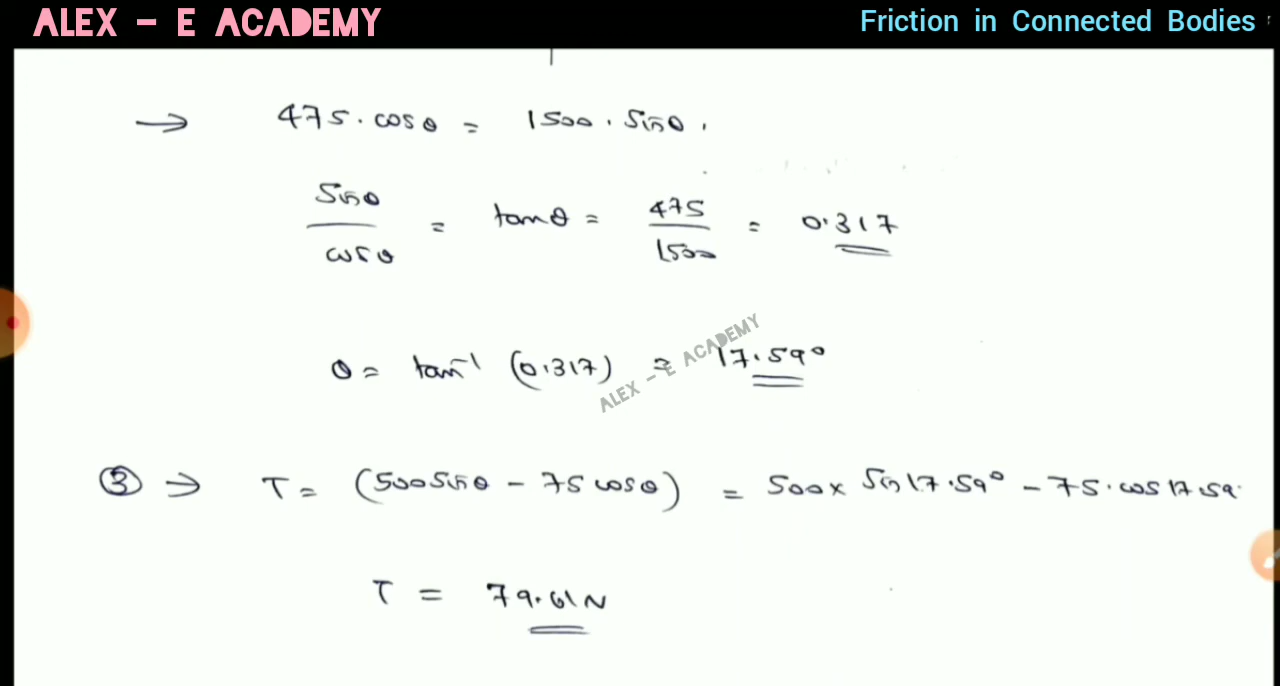 ALEX - E ACADEMY
Friction in Connected Bodies
→ 475.cosθ = 1500.Sinθ.
Sinθ/cosθ = tanθ = 475/1500 = 0.317
θ = tan⁻¹ (0.317) = 17.59°
ALEX - E ACADEMY
③ → T = (500Sinθ - 75cosθ) = 500x Sin17.59° - 75.cos17.59.
T = 79.61N